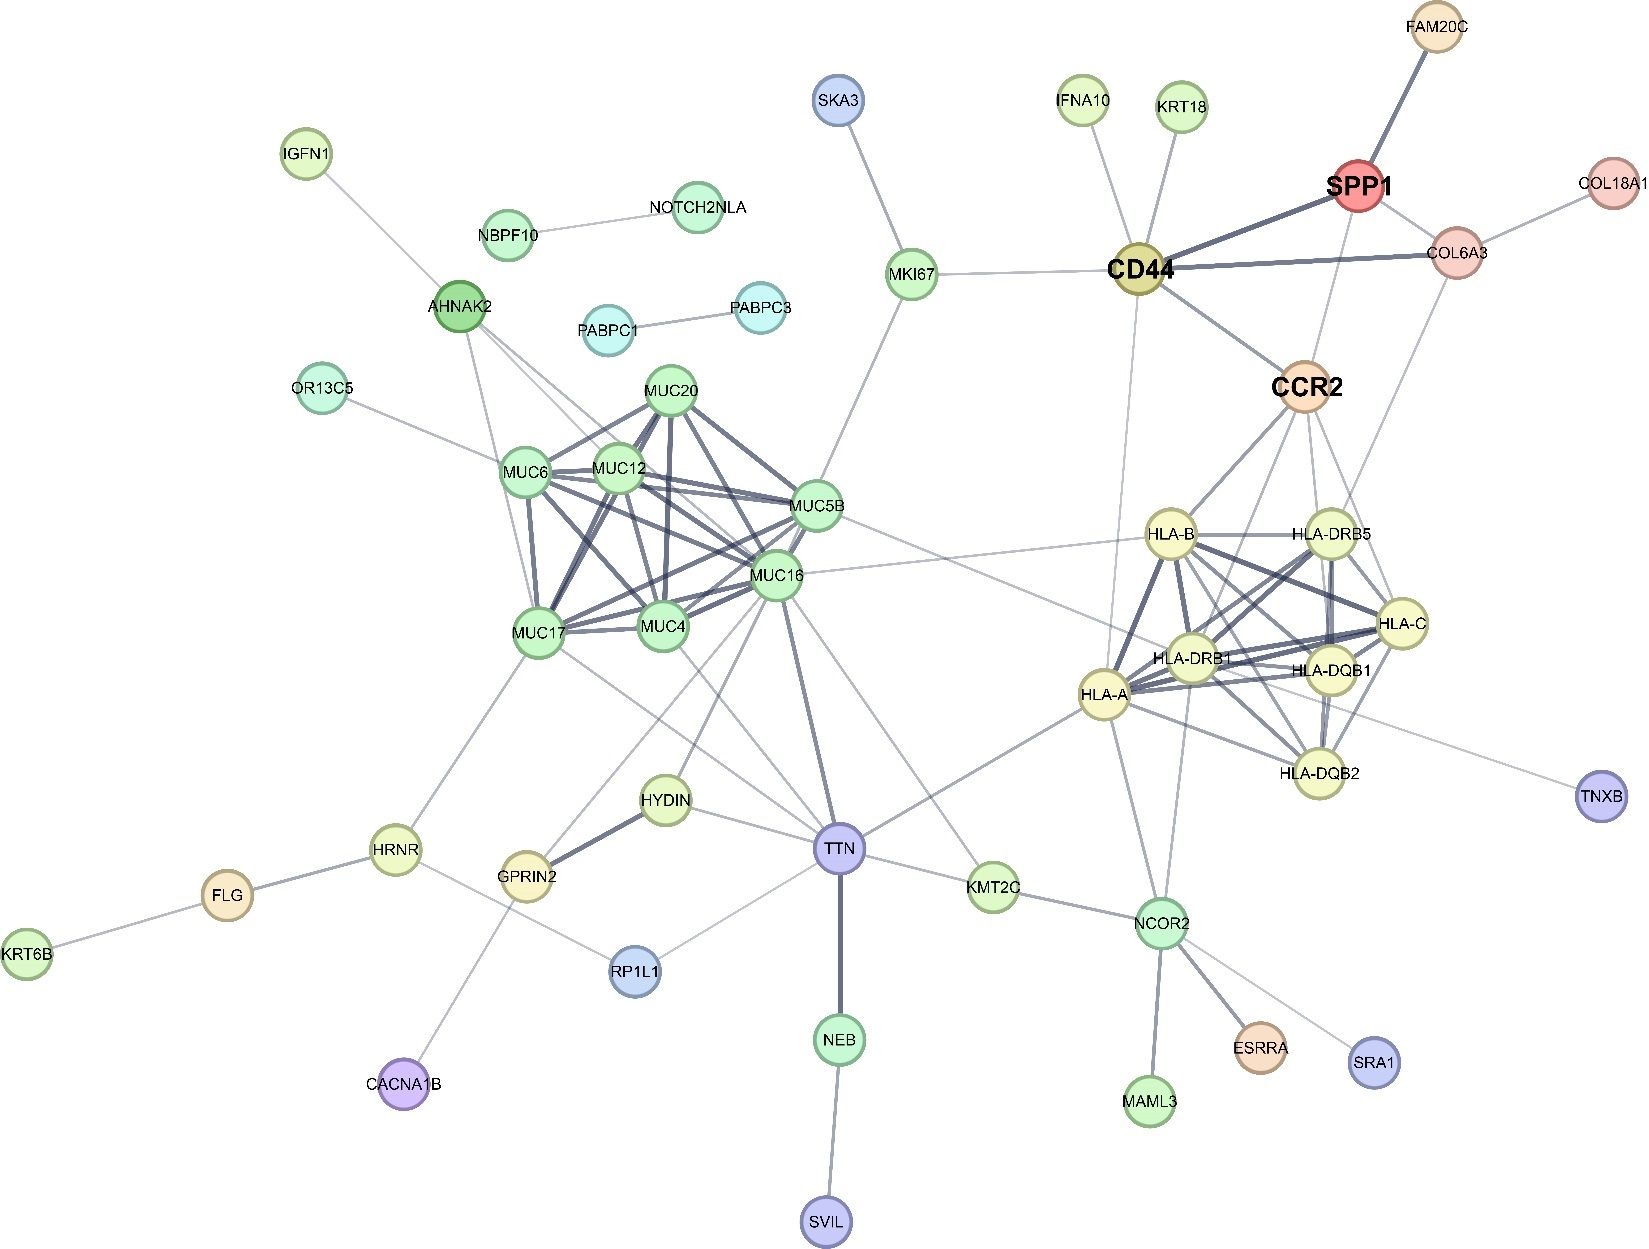 FAM20C
SKA3
IFNA10
KRT18
IGFN1
SPP1
COL18A1
NOTCH2NLA
NBPF10
COL6A3
CD44
MKI67
AHNAK2
PABPC3
PABPC1
OR13C5
MUC20
CCR2
MUC6
MUC12
MUC5B
HLA-B
HLA-DRB5
MUC16
HLA-C
MUC17
MUC4
HLA-DRB1
HLA-DQB1
HLA-A
HLA-DQB2
HYDIN
TNXB
HRNR
TTN
GPRIN2
KMT2C
FLG
NCOR2
KRT6B
RP1L1
NEB
ESRRA
SRA1
CACNA1B
MAML3
SVIL